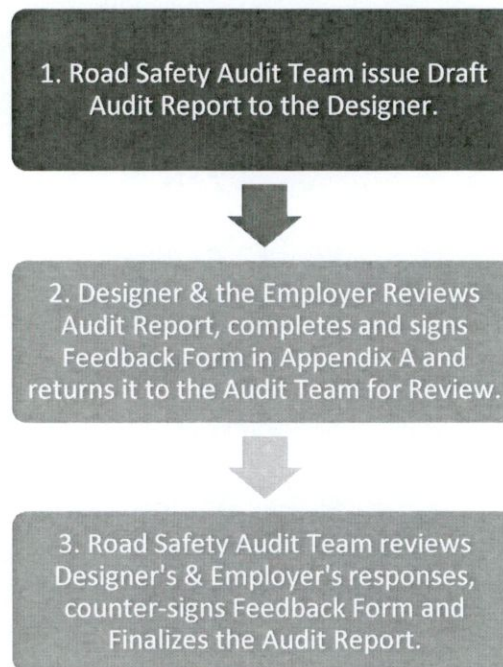 1. Road Safety Audit Team issue Draft
Audit Report to the Designer.
2. Designer & the Employer Reviews
Audit Report, completes and signs
Feedback Form in Appendix A and
returns it to the Audit Team for Review.
3. Road Safety Audit Team reviews
Designer's & Employer's responses,
counter-signs Feedback Form and
Finalizes the Audit Report.